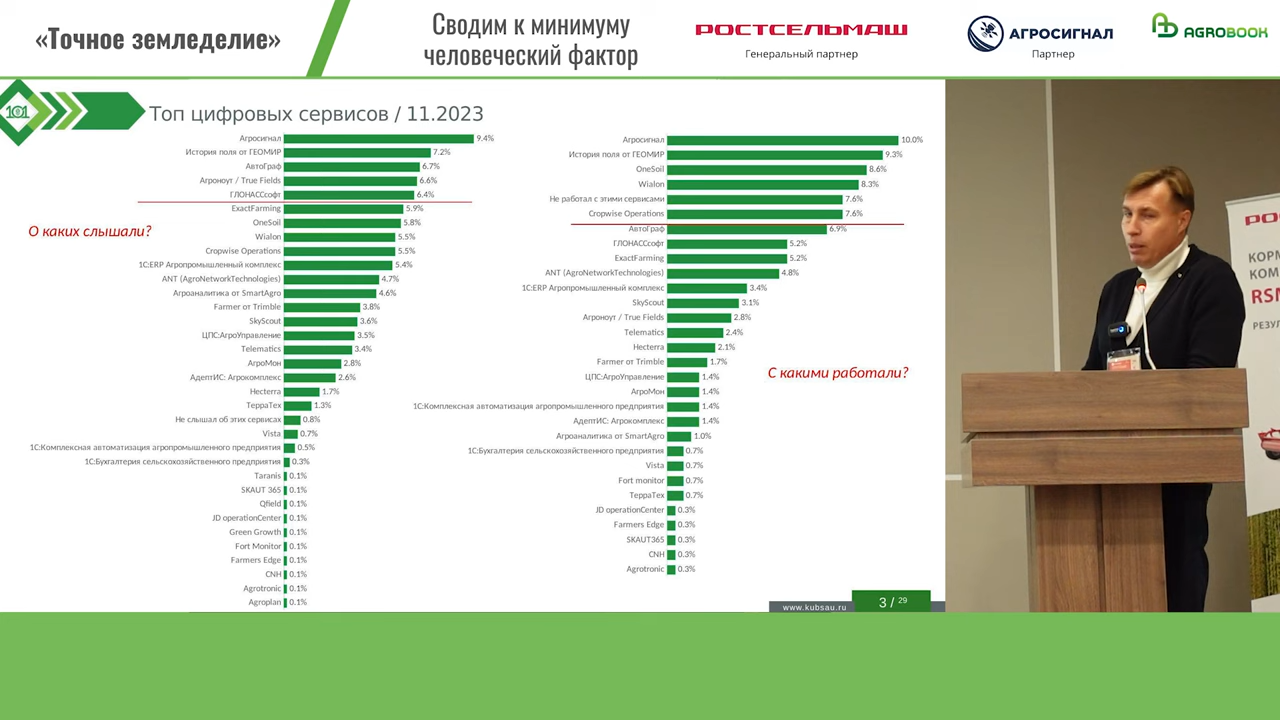 «Точное земледелие»
Сводим к минимуму
человеческий фактор
РОСТСЕЛЬМАШ
Генеральный партнер
АГРОСИГНАЛ
Партнер
AGROBOOK
101
Топ цифровых сервисов / 11.2023
О каких слышали?
Агросигнал 9.4%
История поля от ГЕОМИР 7.2%
АвтоГраф 6.7%
Агроноут / True Fields 6.6%
ГЛОНАССсофт 6.4%
ExactFarming 5.9%
OneSoil 5.8%
Wialon 5.5%
Cropwise Operations 5.5%
1С:ERP Агропромышленный комплекс 5.4%
ANT (AgroNetworkTechnologies) 4.7%
Агроаналитика от SmartAgro 4.6%
Farmer от Trimble 3.8%
SkyScout 3.6%
ЦПС:АгроУправление 3.5%
Telematics 3.4%
АгроМон 2.8%
АдептИС: Агрокомплекс 2.6%
Hecterra 1.7%
ТерраТех 1.3%
Не слышал об этих сервисах 0.8%
Vista 0.7%
1С:Комплексная автоматизация агропромышленного предприятия 0.5%
1С:Бухгалтерия сельскохозяйственного предприятия 0.3%
Taranis 0.1%
SKAUT 365 0.1%
Qfield 0.1%
JD operationCenter 0.1%
Green Growth 0.1%
Fort Monitor 0.1%
Farmers Edge 0.1%
CNH 0.1%
Agrotronic 0.1%
Agroplan 0.1%
С какими работали?
Агросигнал 10.0%
История поля от ГЕОМИР 9.3%
OneSoil 8.6%
Wialon 8.3%
Не работал с этими сервисами 7.6%
Cropwise Operations 7.6%
АвтоГраф 6.9%
ГЛОНАССсофт 5.2%
ExactFarming 5.2%
ANT (AgroNetworkTechnologies) 4.8%
1С:ERP Агропромышленный комплекс 3.4%
SkyScout 3.1%
Агроноут / True Fields 2.8%
Telematics 2.4%
Hecterra 2.1%
Farmer от Trimble 1.7%
ЦПС:АгроУправление 1.4%
АгроМон 1.4%
1С:Комплексная автоматизация агропромышленного предприятия 1.4%
АдептИС: Агрокомплекс 1.4%
Агроаналитика от SmartAgro 1.0%
1С:Бухгалтерия сельскохозяйственного предприятия 0.7%
Vista 0.7%
Fort monitor 0.7%
ТерраТех 0.7%
JD operationCenter 0.3%
Farmers Edge 0.3%
SKAUT365 0.3%
CNH 0.3%
Agrotronic 0.3%
www.kubsau.ru
3 / 29
КОРМ
КОМ
RSM
РЕЗУЛ